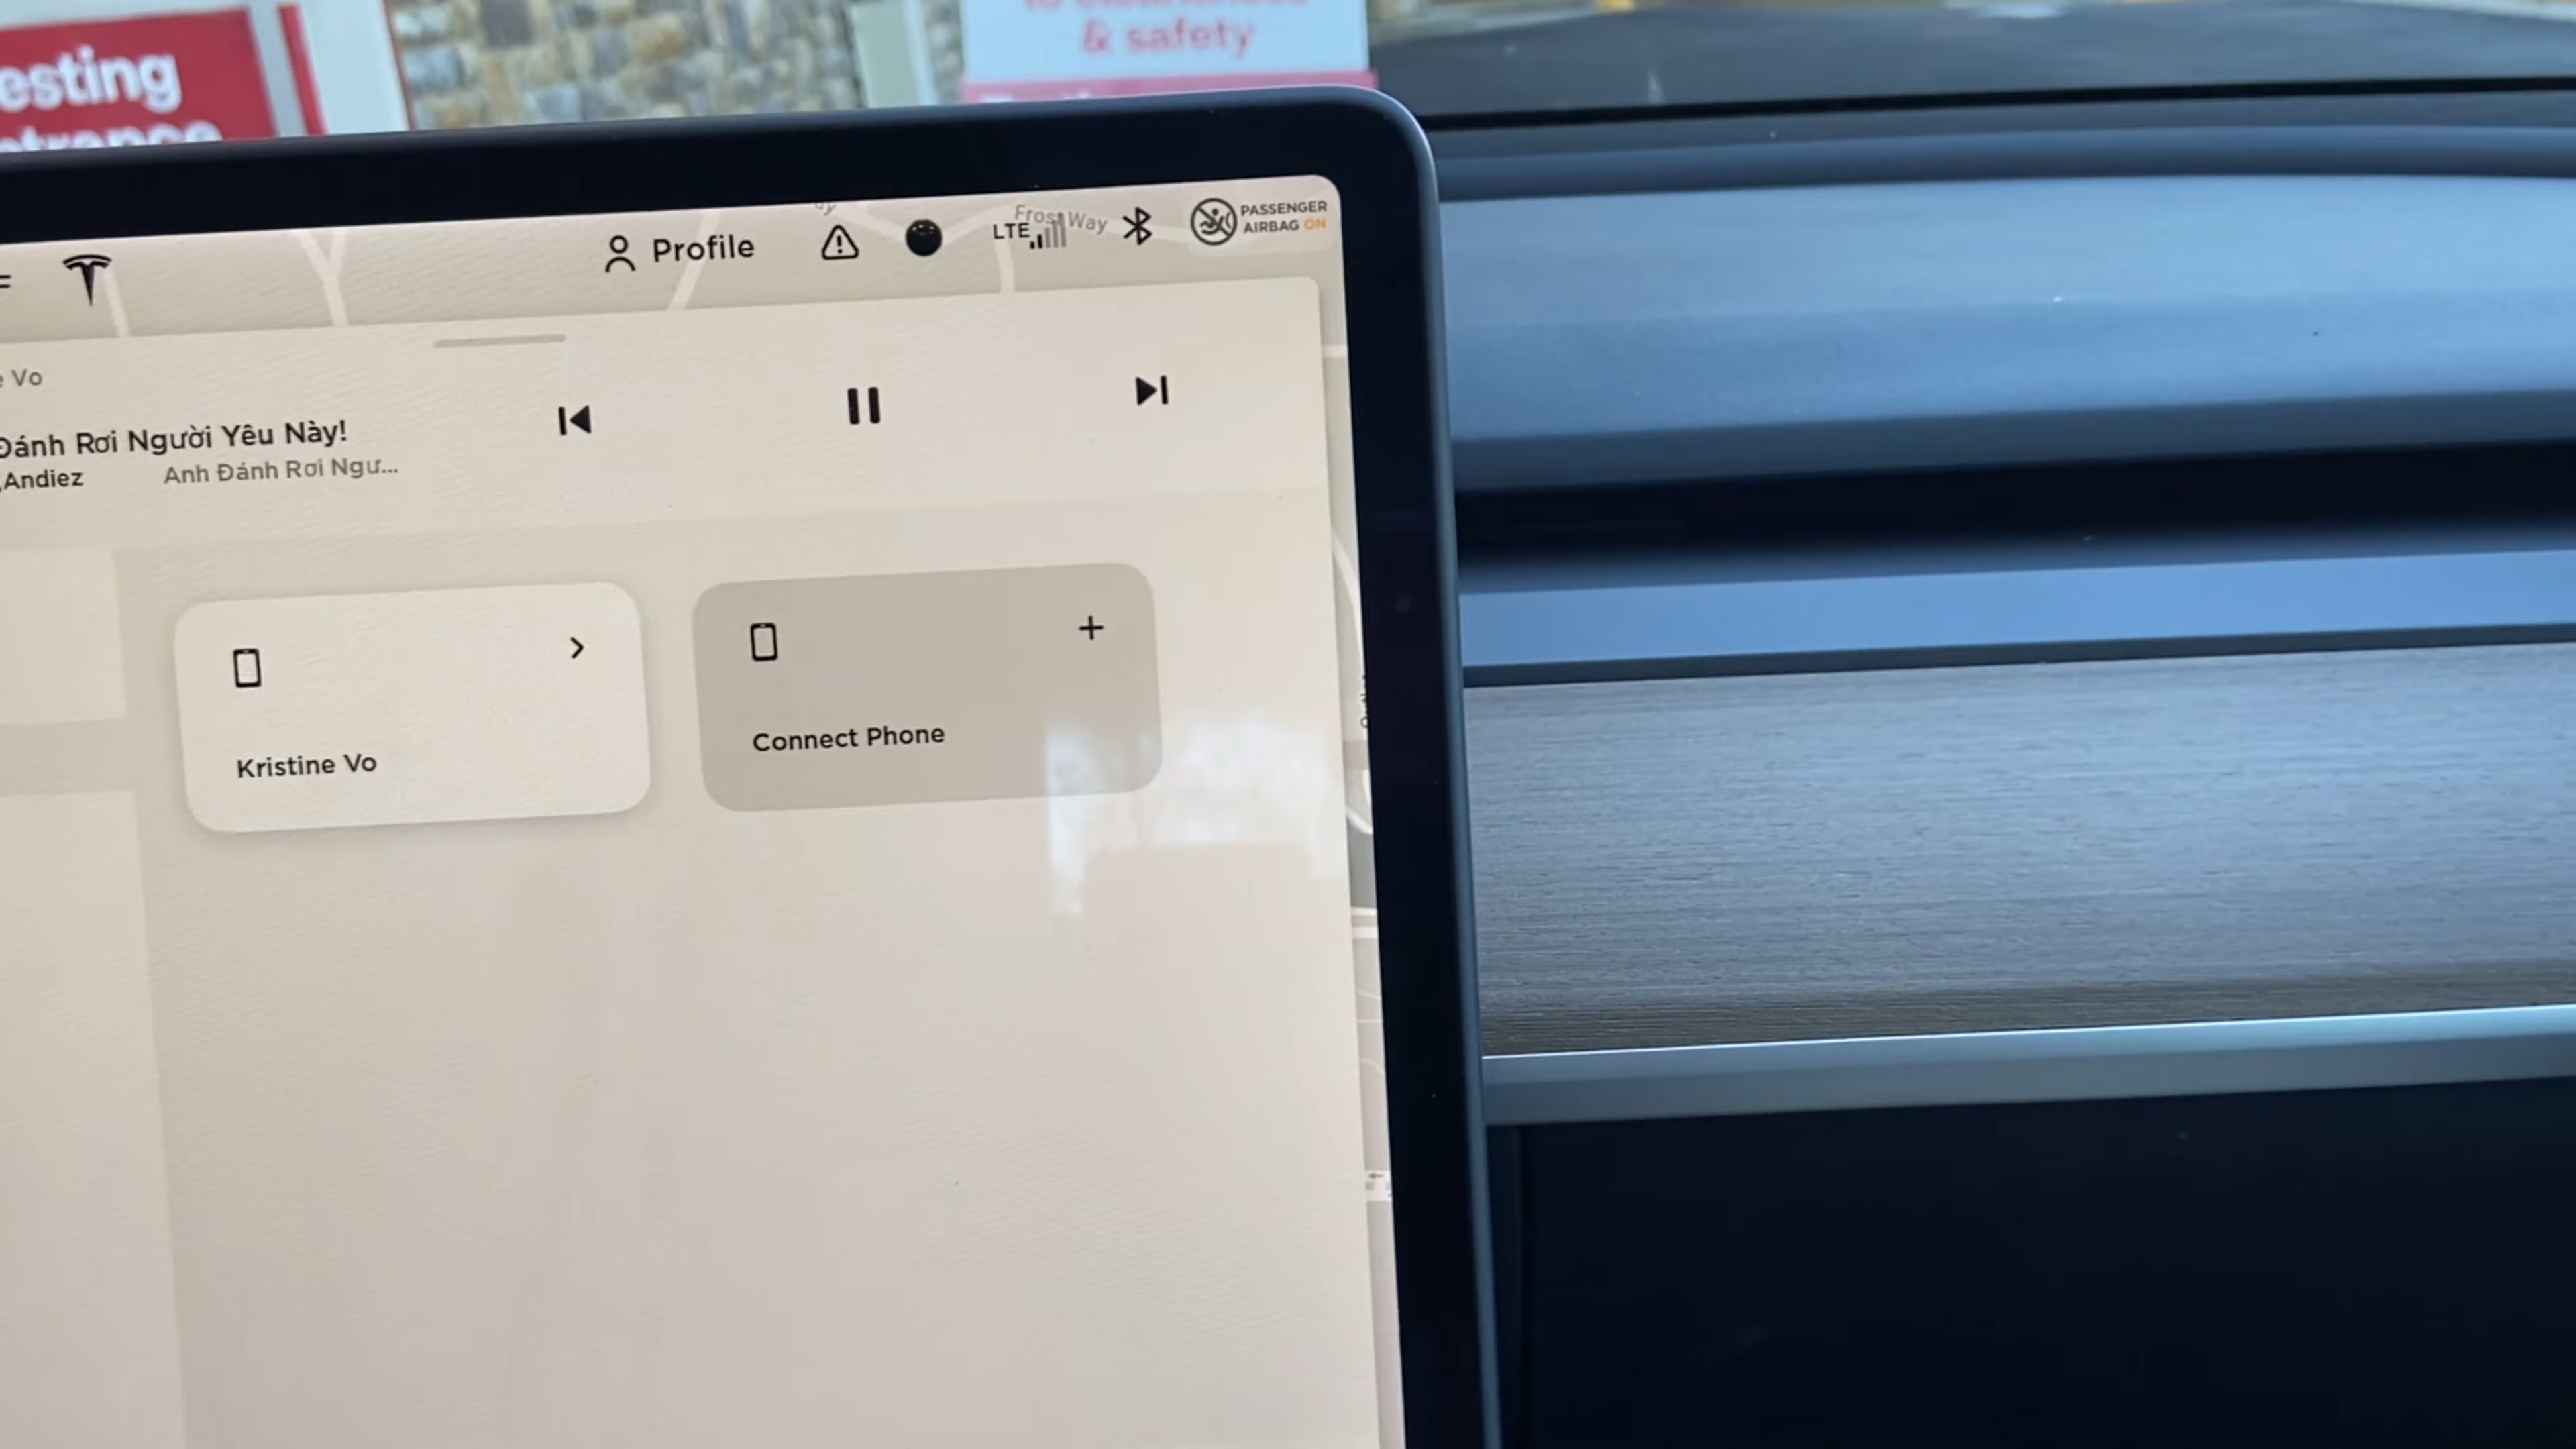 esting
& safety
Profile
LTE
Frost Way
PASSENGER
AIRBAG ON
Vo
Đánh Rơi Người Yêu Này!
,Andiez
Anh Đánh Rơi Ngư...
Kristine Vo
Connect Phone